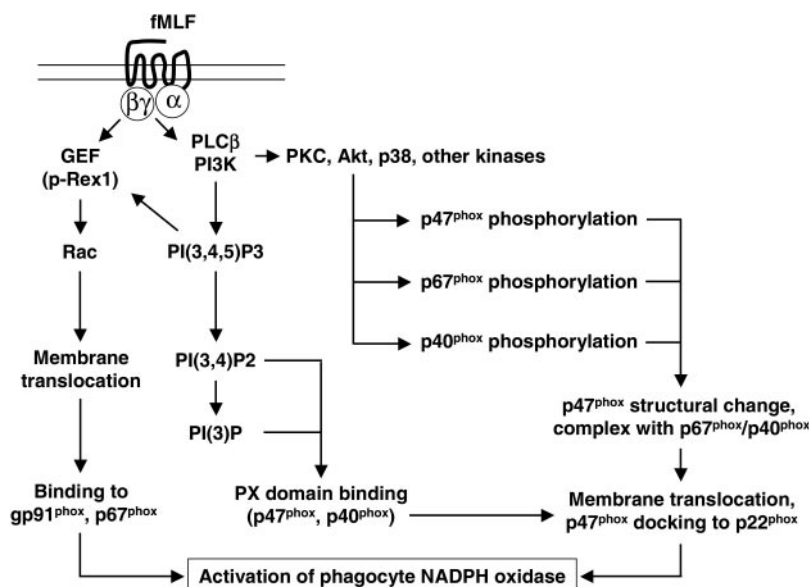 fMLF
βγ α
GEF
(p-Rex1)
PLCβ
PI3K
PKC, Akt, p38, other kinases
p47phox phosphorylation
Rac
PI(3,4,5)P3
p67phox phosphorylation
p40phox phosphorylation
Membrane
translocation
PI(3,4)P2
PI(3)P
p47phox structural change,
complex with p67phox/p40phox
Binding to
gp91phox, p67phox
PX domain binding
(p47phox, p40phox)
Membrane translocation,
p47phox docking to p22phox
Activation of phagocyte NADPH oxidase